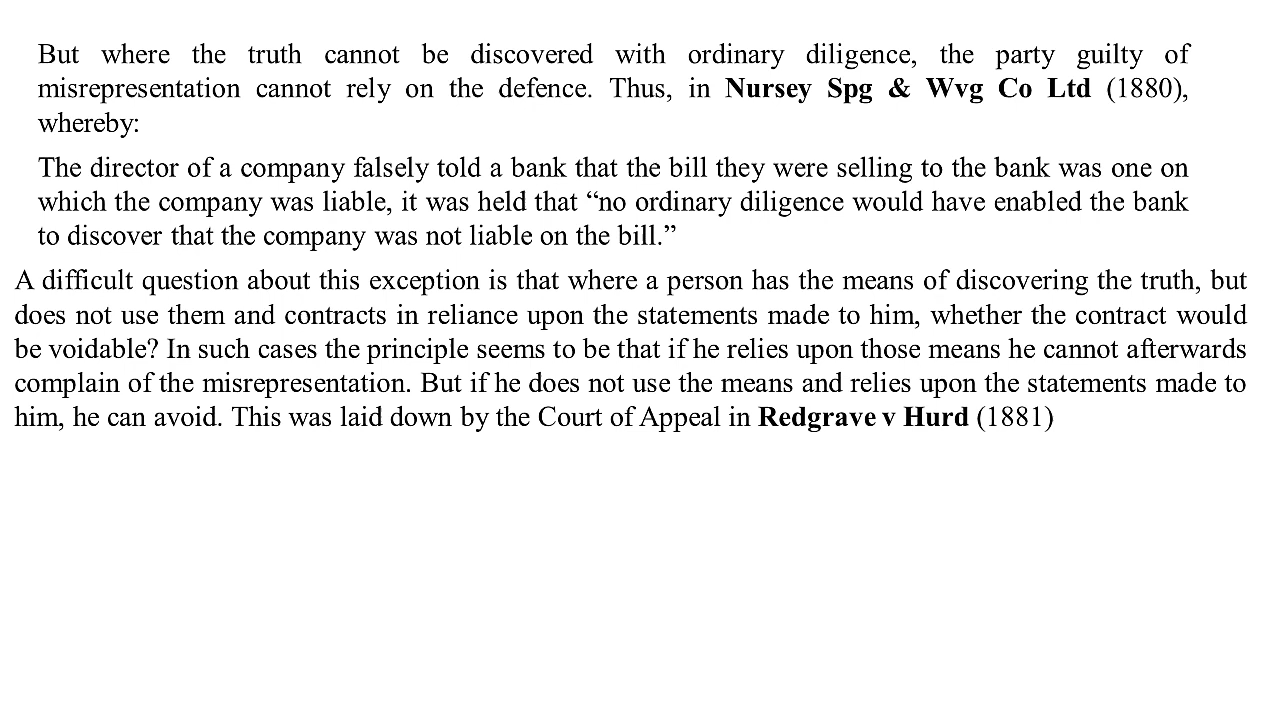 But where the truth cannot be discovered with ordinary diligence, the party guilty of
misrepresentation cannot rely on the defence. Thus, in Nursey Spg & Wvg Co Ltd (1880),
whereby:
The director of a company falsely told a bank that the bill they were selling to the bank was one on
which the company was liable, it was held that “no ordinary diligence would have enabled the bank
to discover that the company was not liable on the bill.”
A difficult question about this exception is that where a person has the means of discovering the truth, but
does not use them and contracts in reliance upon the statements made to him, whether the contract would
be voidable? In such cases the principle seems to be that if he relies upon those means he cannot afterwards
complain of the misrepresentation. But if he does not use the means and relies upon the statements made to
him, he can avoid. This was laid down by the Court of Appeal in Redgrave v Hurd (1881)